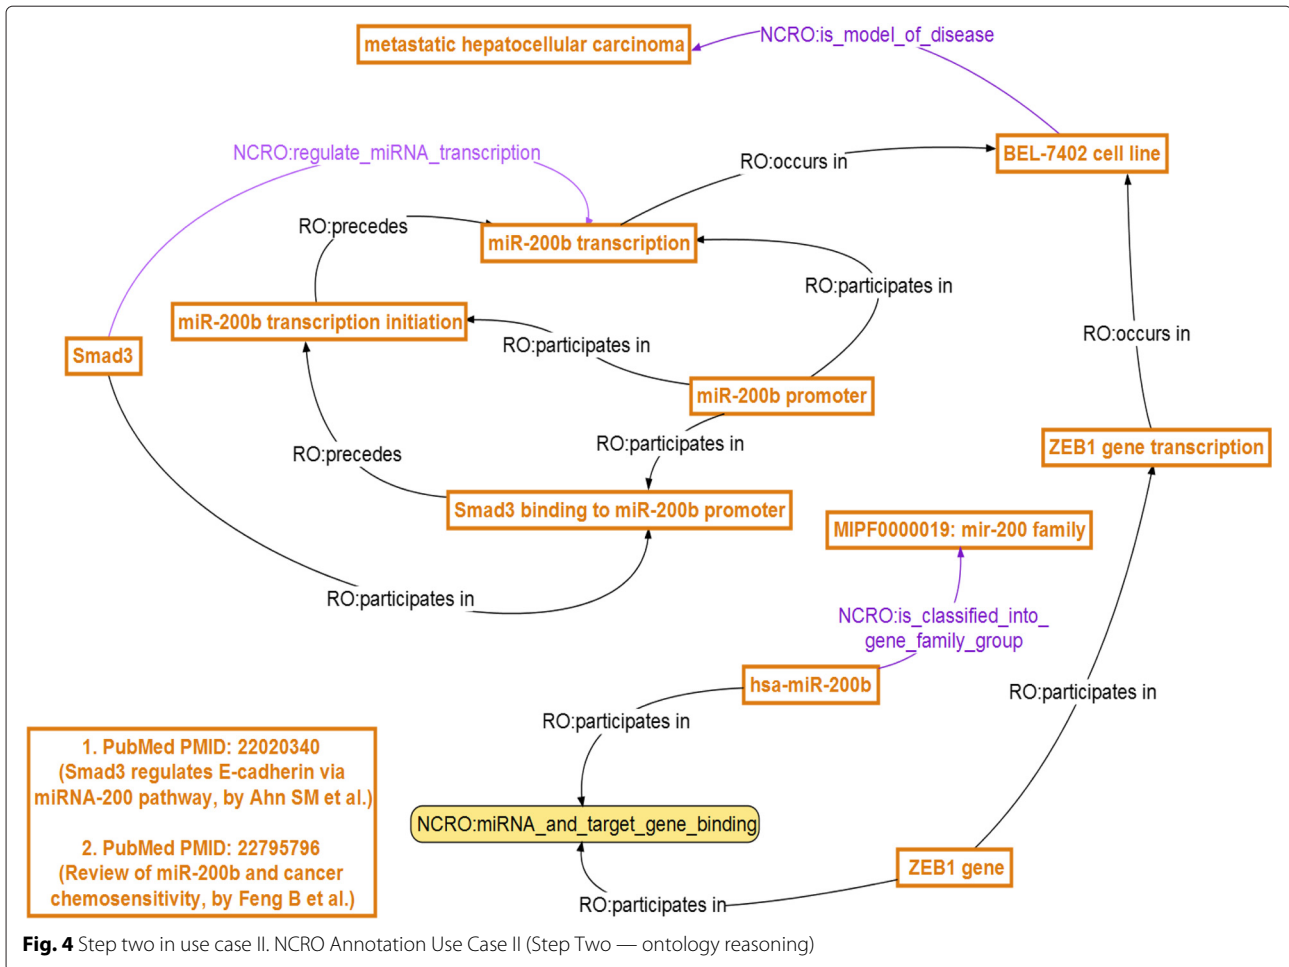 metastatic hepatocellular carcinoma
NCRO:is_model_of_disease
NCRO:regulate_miRNA_transcription
RO:occurs in
BEL-7402 cell line
RO:precedes
miR-200b transcription
RO:participates in
miR-200b transcription initiation
RO:participates in
RO:occurs in
Smad3
miR-200b promoter
RO:participates in
RO:precedes
ZEB1 gene transcription
Smad3 binding to miR-200b promoter
MIPF0000019: mir-200 family
RO:participates in
NCRO:is_classified_into_
gene_family_group
hsa-miR-200b
RO:participates in
RO:participates in
1. PubMed PMID: 22020340
(Smad3 regulates E-cadherin via
miRNA-200 pathway, by Ahn SM et al.)
2. PubMed PMID: 22795796
(Review of miR-200b and cancer
chemosensitivity, by Feng B et al.)
NCRO:miRNA_and_target_gene_binding
ZEB1 gene
RO:participates in
Fig. 4 Step two in use case II. NCRO Annotation Use Case II (Step Two — ontology reasoning)